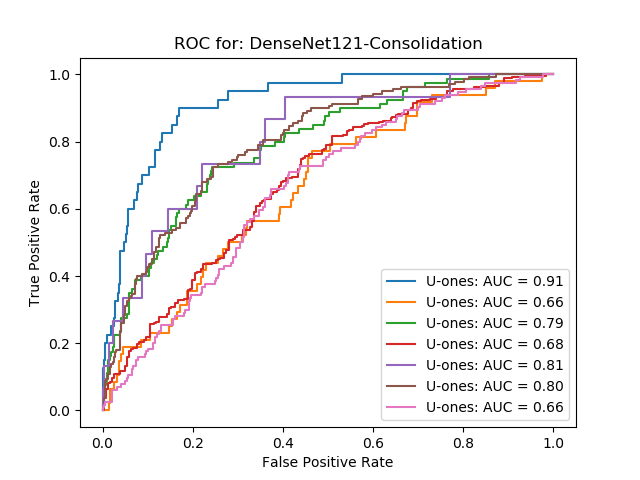 ROC for: DenseNet121-Consolidation
True Positive Rate
1.0
0.8
0.6
0.4
0.2
0.0
U-ones: AUC = 0.91
U-ones: AUC = 0.66
U-ones: AUC = 0.79
U-ones: AUC = 0.68
U-ones: AUC = 0.81
U-ones: AUC = 0.80
U-ones: AUC = 0.66
0.0 0.2 0.4 0.6 0.8 1.0
False Positive Rate